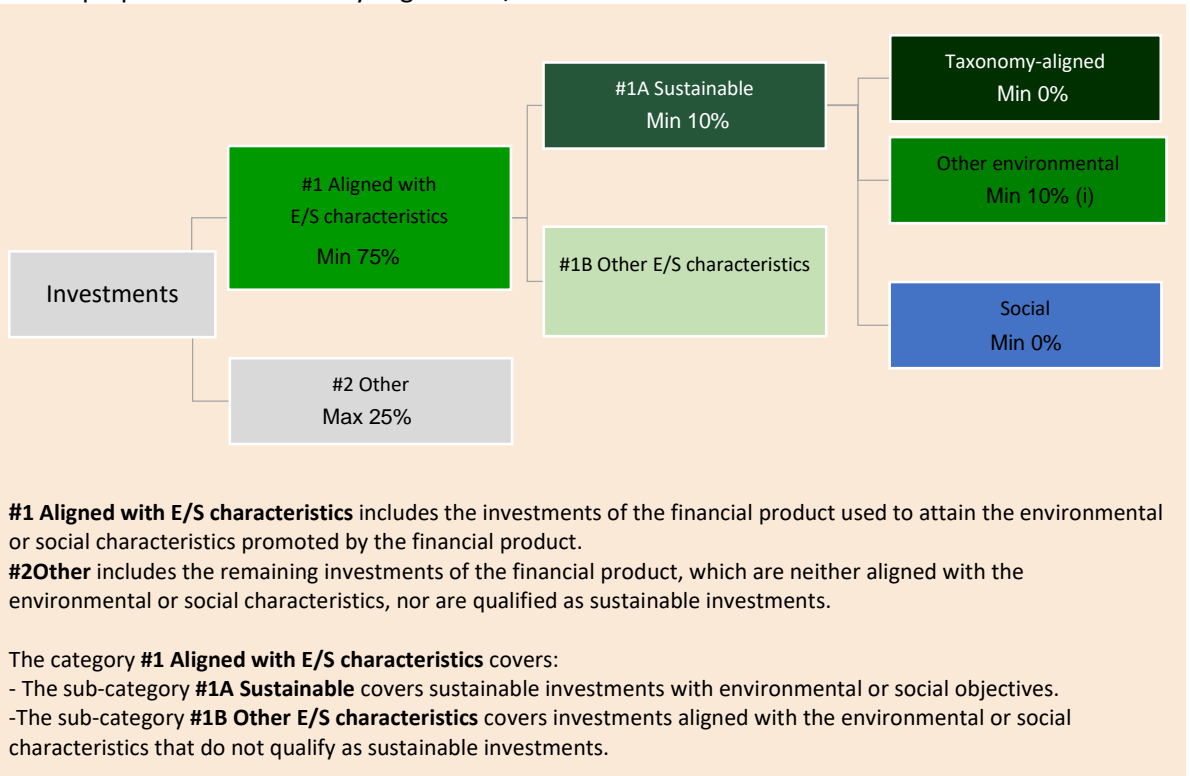 Taxonomy-aligned
Min 0%
#1A Sustainable
Min 10%
Other environmental
Min 10% (i)
#1 Aligned with
E/S characteristics
Min 75%
#1B Other E/S characteristics
Investments
Social
Min 0%
#2 Other
Max 25%
#1 Aligned with E/S characteristics includes the investments of the financial product used to attain the environmental
or social characteristics promoted by the financial product.
#2Other includes the remaining investments of the financial product, which are neither aligned with the
environmental or social characteristics, nor are qualified as sustainable investments.
The category #1 Aligned with E/S characteristics covers:
- The sub-category #1A Sustainable covers sustainable investments with environmental or social objectives.
-The sub-category #1B Other E/S characteristics covers investments aligned with the environmental or social
characteristics that do not qualify as sustainable investments.